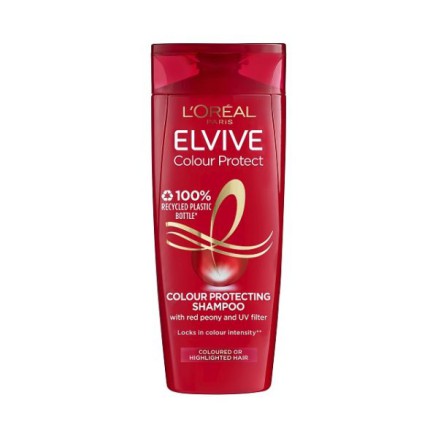 L'ORÉAL
PARIS
ELVIVE
Colour Protect
100%
RECYCLED PLASTIC
BOTTLE*
COLOUR PROTECTING
SHAMPOO
with red peony and UV filter
Locks in colour intensity**
COLOURED OR
HIGHLIGHTED HAIR